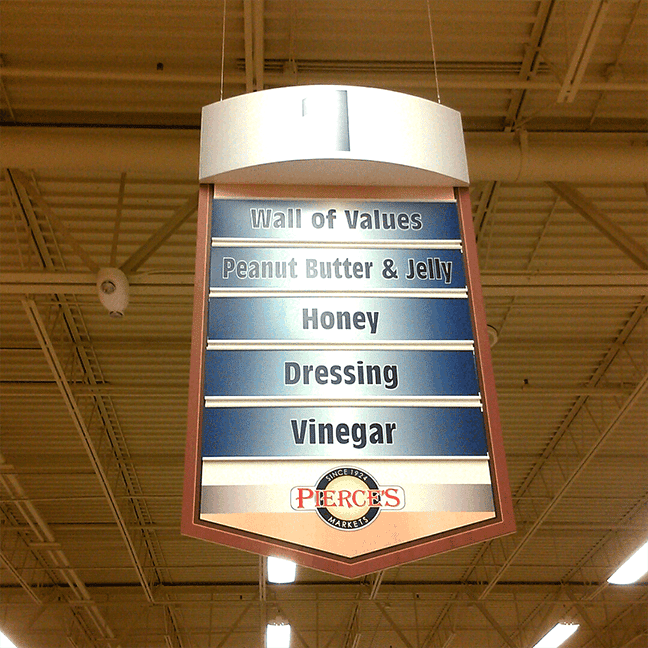 1
Wall of Values
Peanut Butter & Jelly
Honey
Dressing
Vinegar
SINCE 1924
PIERCE'S
MARKETS